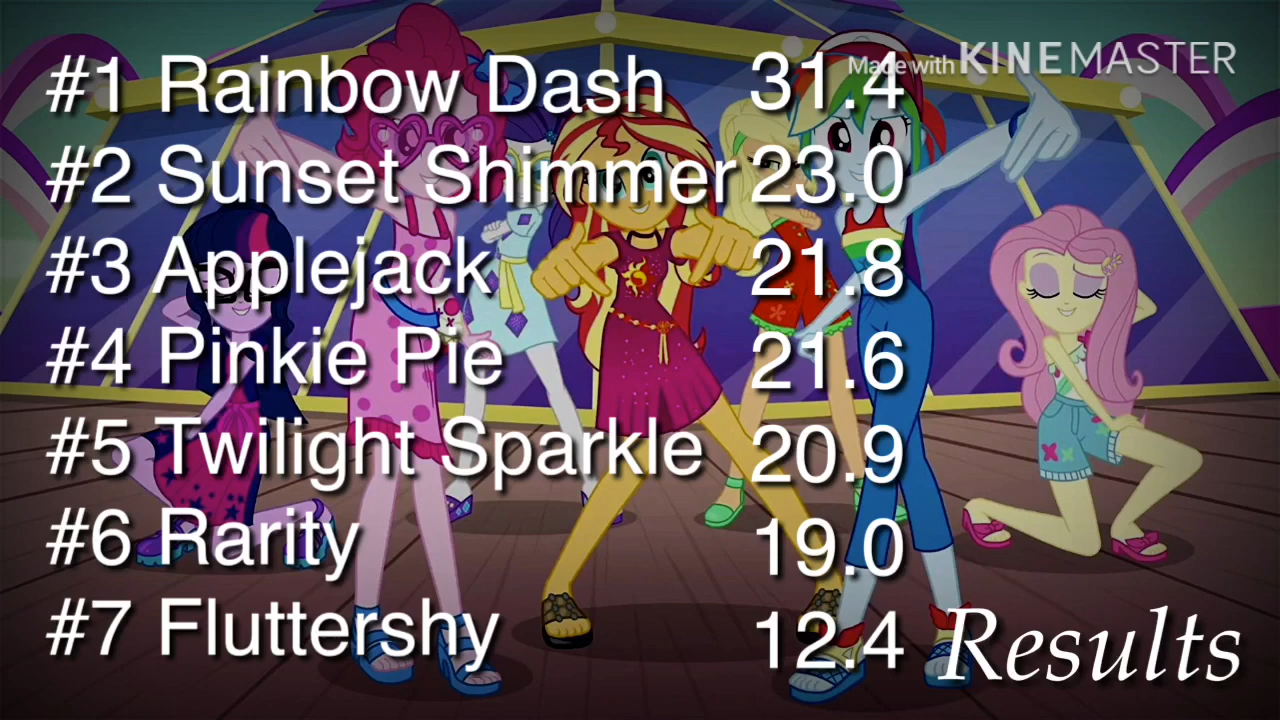 Made with KINEMASTER
#1 Rainbow Dash 31.4
#2 Sunset Shimmer 23.0
#3 Applejack 21.8
#4 Pinkie Pie 21.6
#5 Twilight Sparkle 20.9
#6 Rarity 19.0
#7 Fluttershy 12.4
Results